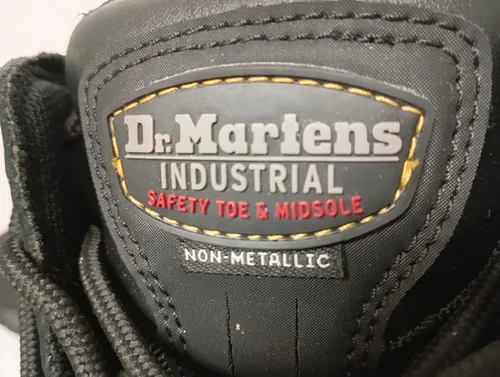 Dr.Martens
INDUSTRIAL
SAFETY TOE & MIDSOLE
NON-METALLIC